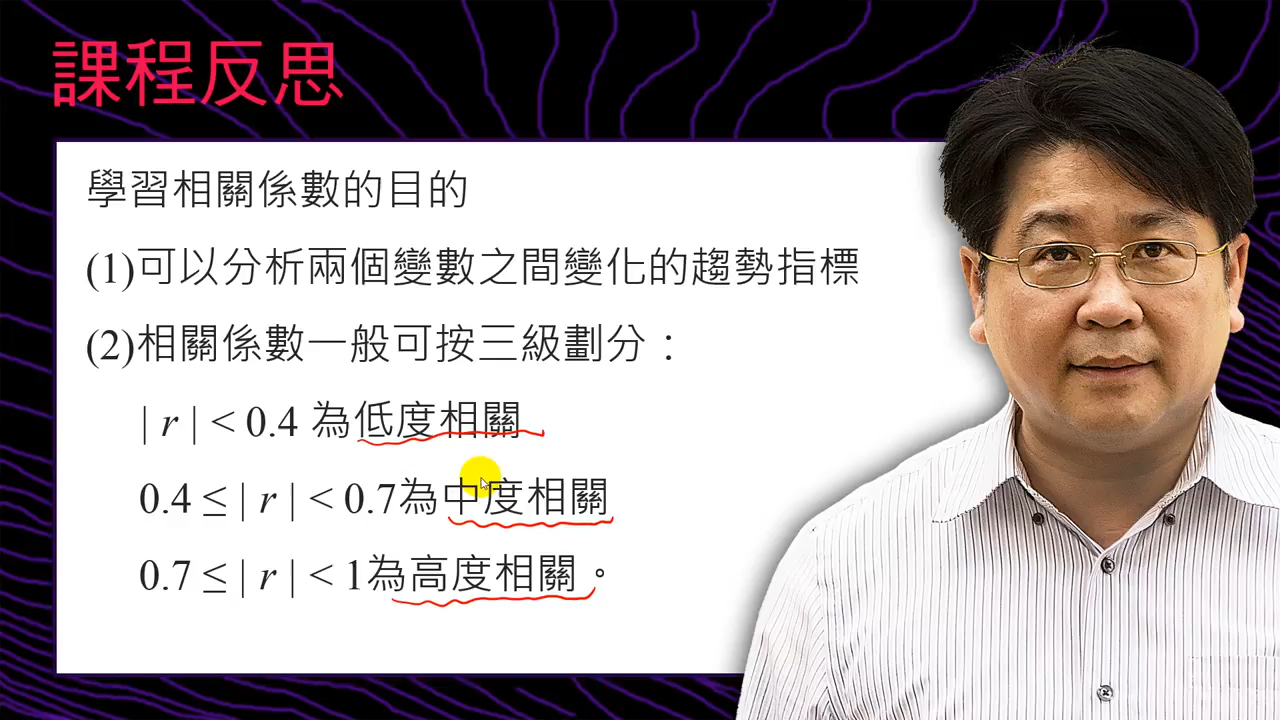 課程反思
學習相關係數的目的
(1)可以分析兩個變數之間變化的趨勢指標
(2)相關係數一般可按三級劃分：
| r | < 0.4 為低度相關
0.4 ≤ | r | < 0.7為中度相關
0.7 ≤ | r | < 1為高度相關。